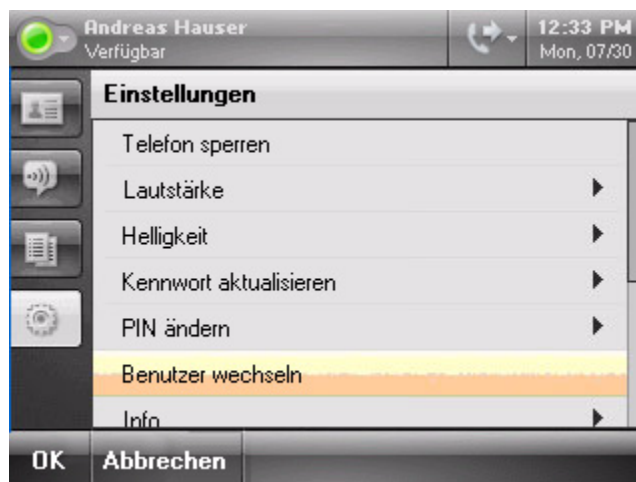 Andreas Hauser
Verfügbar
12:33 PM
Mon, 07/30
Einstellungen
Telefon sperren
Lautstärke
Helligkeit
Kennwort aktualisieren
PIN ändern
Benutzer wechseln
Info
OK
Abbrechen